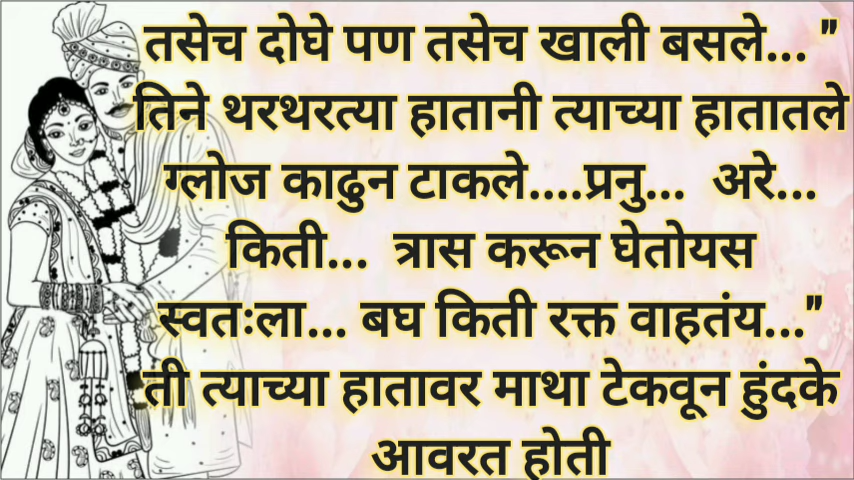 तसेच दोघे पण तसेच खाली बसले... "
तिने थरथरत्या हातानी त्याच्या हातातले
ग्लोज काढुन टाकले....प्रनु... अरे...
किती... त्रास करून घेतोयस
स्वतःला... बघ किती रक्त वाहतंय..."
ती त्याच्या हातावर माथा टेकवून हुंदके
आवरत होती